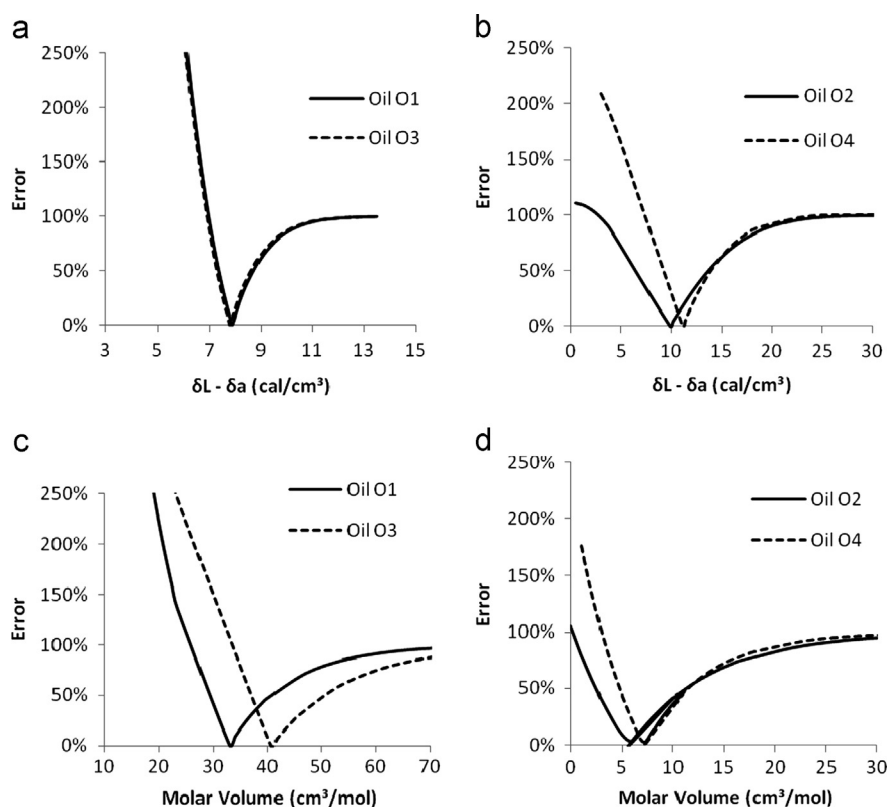 a
250%
200%
150%
100%
50%
0%
Error
Oil O1
Oil O3
3 5 7 9 11 13 15
δL - δa (cal/cm³)
b
250%
200%
150%
100%
50%
0%
Error
Oil O2
Oil O4
0 5 10 15 20 25 30
δL - δa (cal/cm³)
c
250%
200%
150%
100%
50%
0%
Error
Oil O1
Oil O3
10 20 30 40 50 60 70
Molar Volume (cm³/mol)
d
250%
200%
150%
100%
50%
0%
Error
Oil O2
Oil O4
0 5 10 15 20 25 30
Molar Volume (cm³/mol)